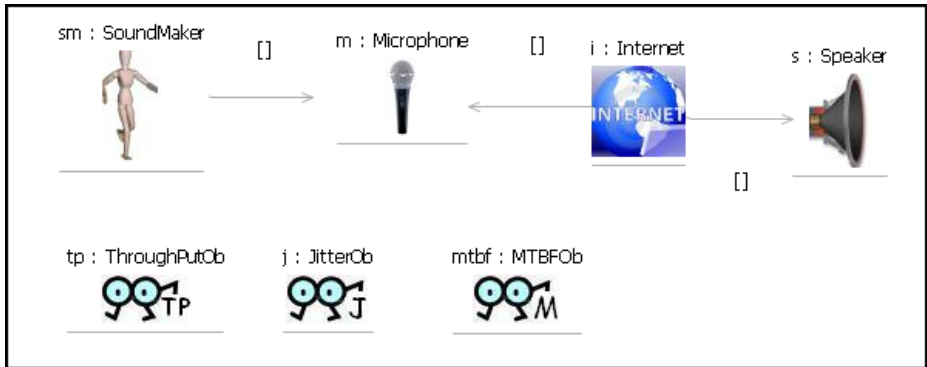 sm : SoundMaker
[]
m : Microphone
[]
i : Internet
s : Speaker
INTERNET
[]
tp : ThroughPutOb
j : JitterOb
mtbf : MTBFOb
TP
J
M